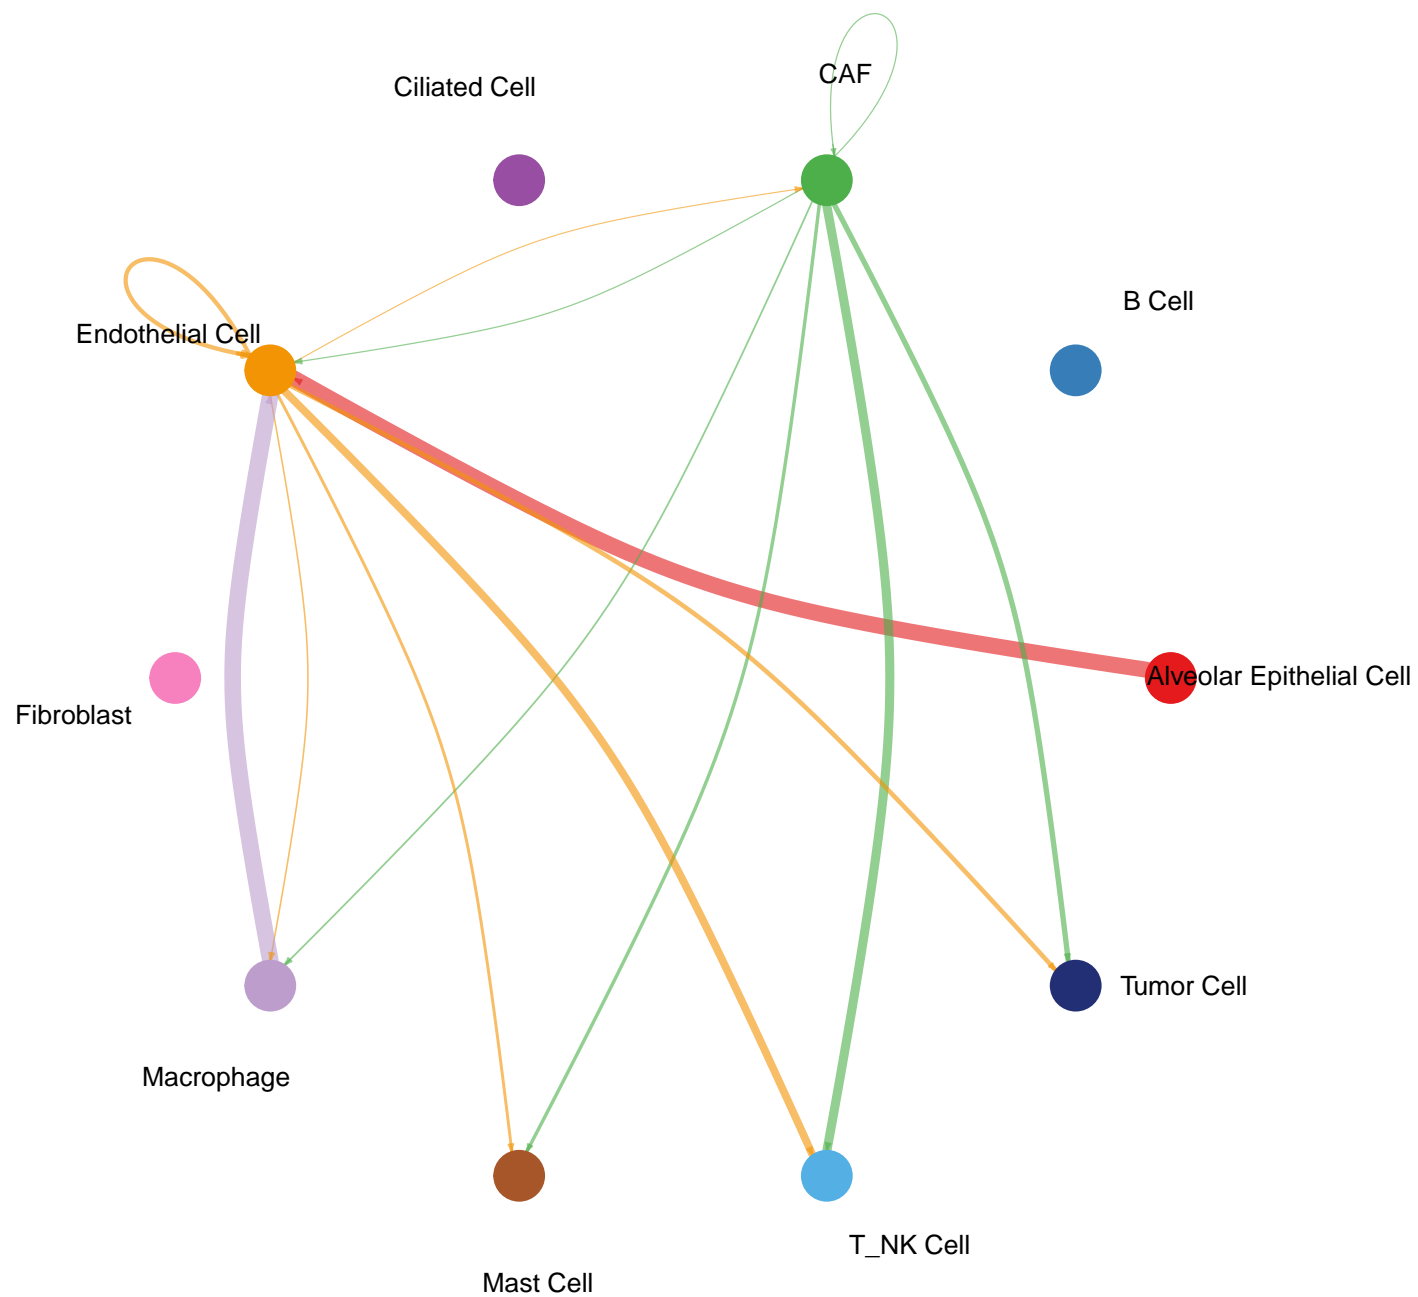 CAF
Ciliated Cell
B Cell
Endothelial Cell
Alveolar Epithelial Cell
Fibroblast
Tumor Cell
Macrophage
T_NK Cell
Mast Cell